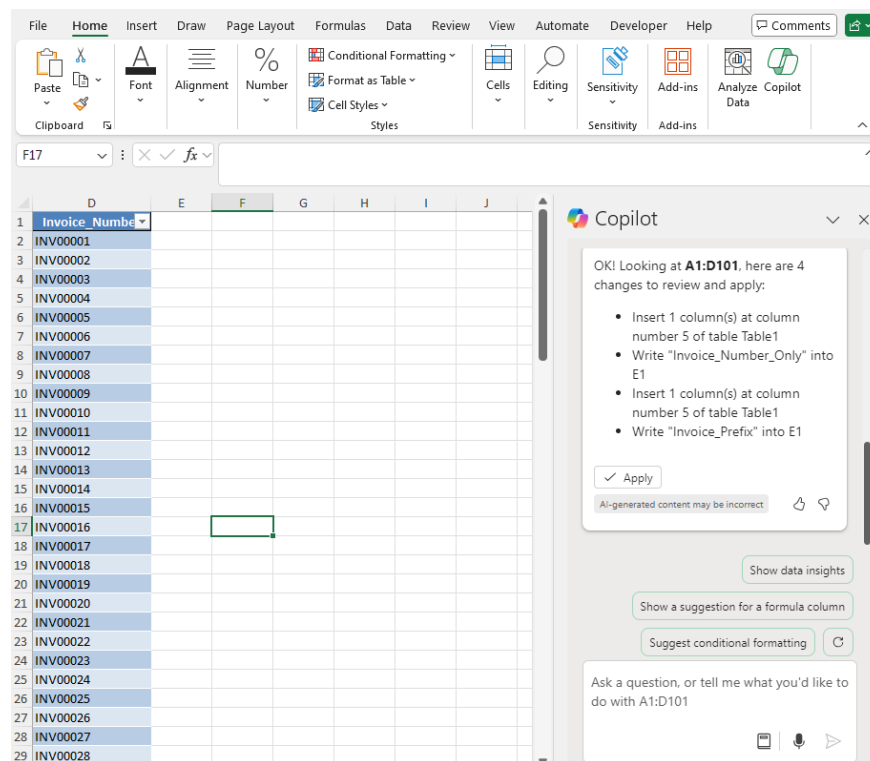 File Home Insert Draw Page Layout Formulas Data Review View Automate Developer Help Comments
Paste
Font
Alignment
Number
Conditional Formatting
Format as Table
Cell Styles
Cells
Editing
Sensitivity
Add-ins
Analyze Data
Copilot
Clipboard
Styles
Sensitivity
Add-ins
F17
fx
D E F G H I J
1 Invoice_Numbe
2 INV00001
3 INV00002
4 INV00003
5 INV00004
6 INV00005
7 INV00006
8 INV00007
9 INV00008
10 INV00009
11 INV00010
12 INV00011
13 INV00012
14 INV00013
15 INV00014
16 INV00015
17 INV00016
18 INV00017
19 INV00018
20 INV00019
21 INV00020
22 INV00021
23 INV00022
24 INV00023
25 INV00024
26 INV00025
27 INV00026
28 INV00027
29 INV00028
Copilot
OK! Looking at A1:D101, here are 4
changes to review and apply:
• Insert 1 column(s) at column
number 5 of table Table1
• Write "Invoice_Number_Only" into
E1
• Insert 1 column(s) at column
number 5 of table Table1
• Write "Invoice_Prefix" into E1
Apply
AI-generated content may be incorrect
Show data insights
Show a suggestion for a formula column
Suggest conditional formatting
Ask a question, or tell me what you'd like to
do with A1:D101